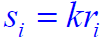 sᵢ = krᵢ